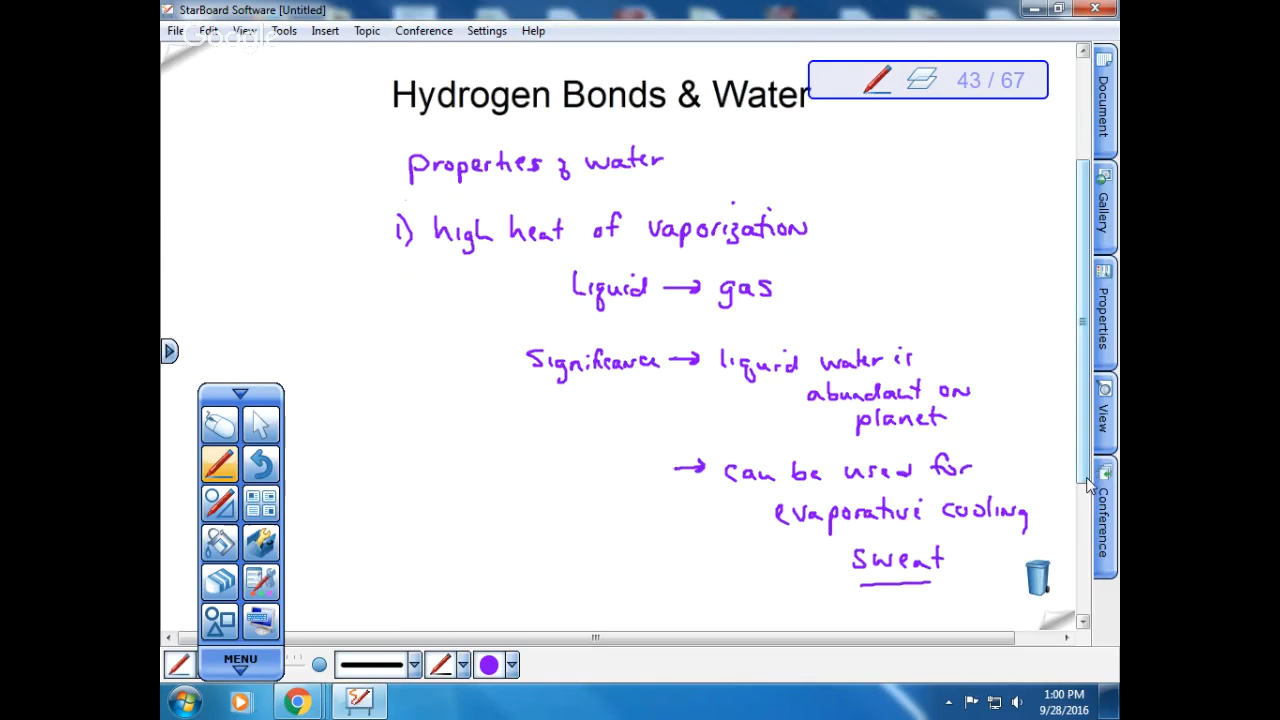 StarBoard Software [Untitled]
File Edit View Tools Insert Topic Conference Settings Help
Google
Hydrogen Bonds & Water
43 / 67
Properties of water
1) high heat of vaporization
Liquid → gas
Significance → liquid water is
abundant on
planet
→ can be used for
evaporative cooling
sweat
Document
Gallery
Properties
View
Conference
MENU
1:00 PM
9/28/2016